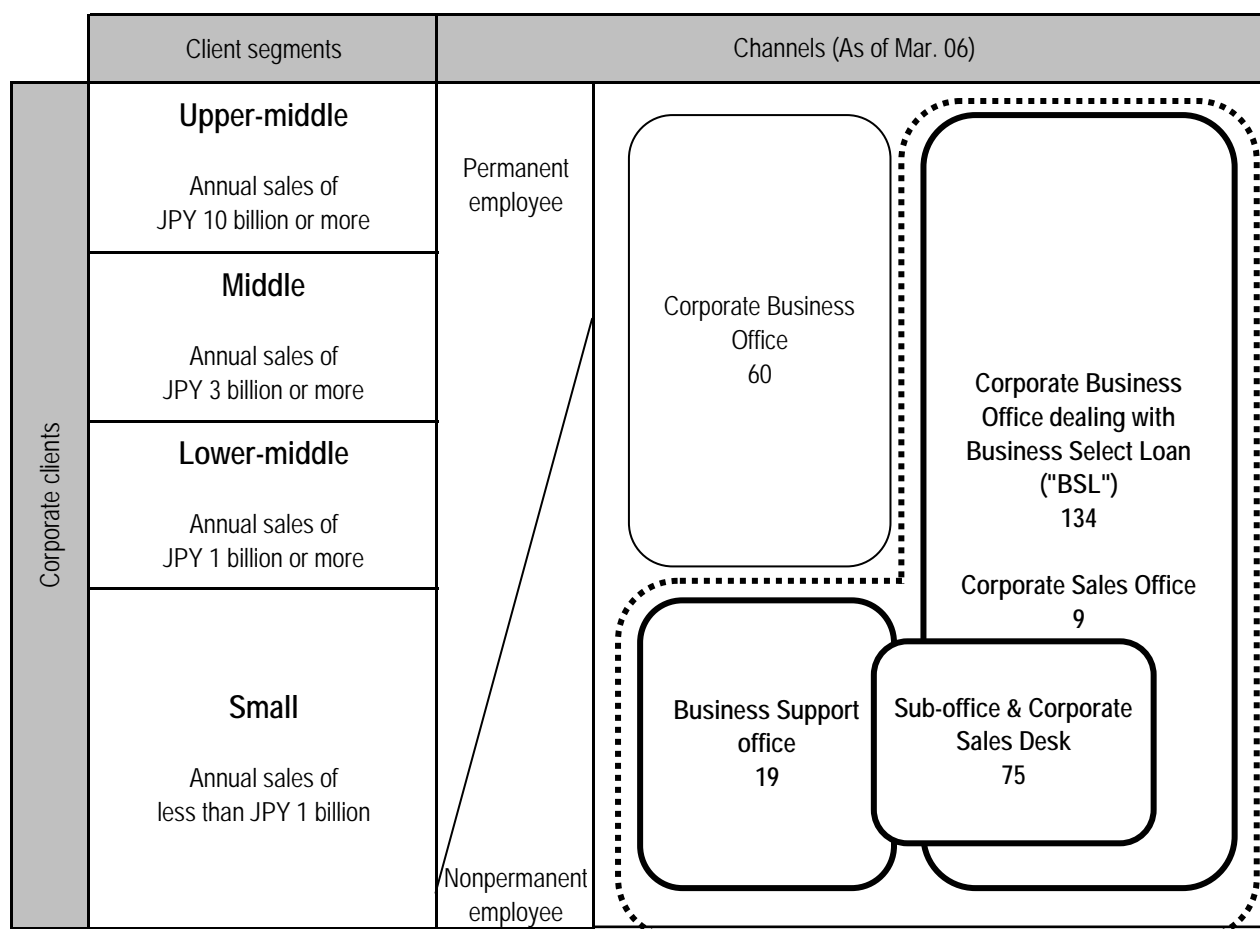 Client segments
Channels (As of Mar. 06)
Corporate clients
Upper-middle
Annual sales of
JPY 10 billion or more
Middle
Annual sales of
JPY 3 billion or more
Lower-middle
Annual sales of
JPY 1 billion or more
Small
Annual sales of
less than JPY 1 billion
Permanent
employee
Nonpermanent
employee
Corporate Business
Office
60
Corporate Business
Office dealing with
Business Select Loan
("BSL")
134
Corporate Sales Office
9
Business Support
office
19
Sub-office & Corporate
Sales Desk
75